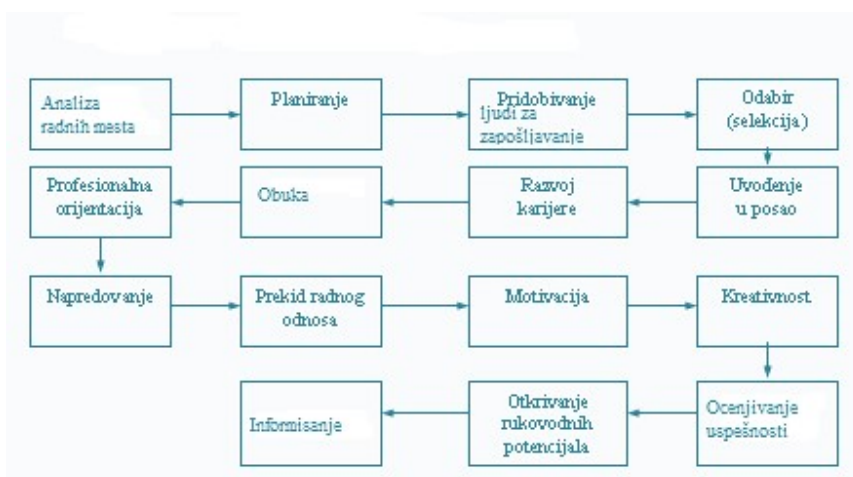 Analiza
radnih mesta
Planiranje
Pridobivanje
ljudi za
zapošljavanje
Odabir
(selekcija)
Profesionalna
orijentacija
Obuka
Razvoj
karijere
Uvođenje
u posao
Napredovanje
Prekid radnog
odnosa
Motivacija
Kreativnost
Informisanje
Otkrivanje
rukovodnih
potencijala
Ocenjivanje
uspešnosti